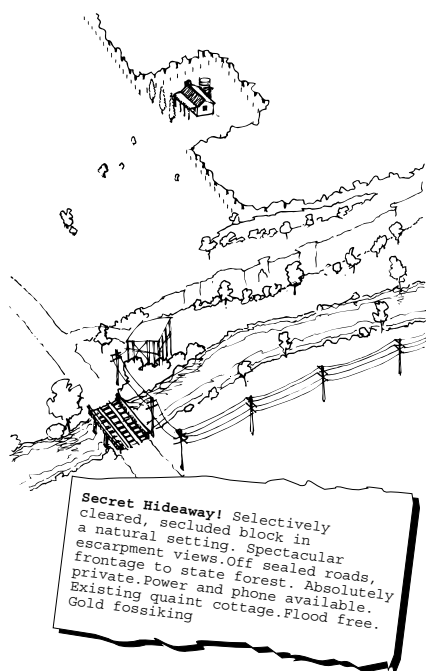 Secret Hideaway! Selectively
cleared, secluded block in
a natural setting. Spectacular
escarpment views.Off sealed roads,
frontage to state forest. Absolutely
private.Power and phone available.
Existing quaint cottage.Flood free.
Gold fossiking